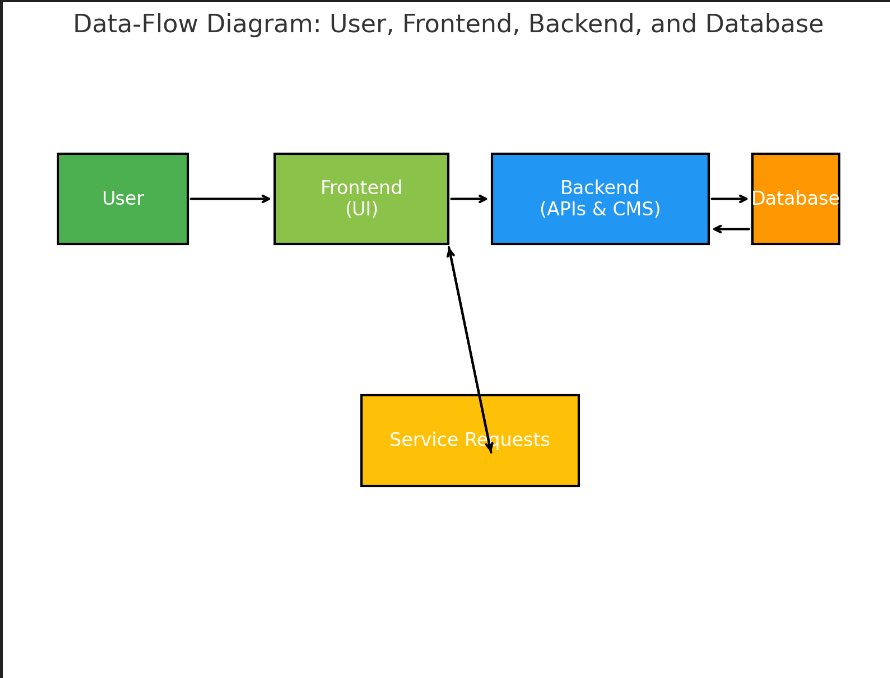 Data-Flow Diagram: User, Frontend, Backend, and Database
User
Frontend
(UI)
Backend
(APIs & CMS)
Database
Service Requests